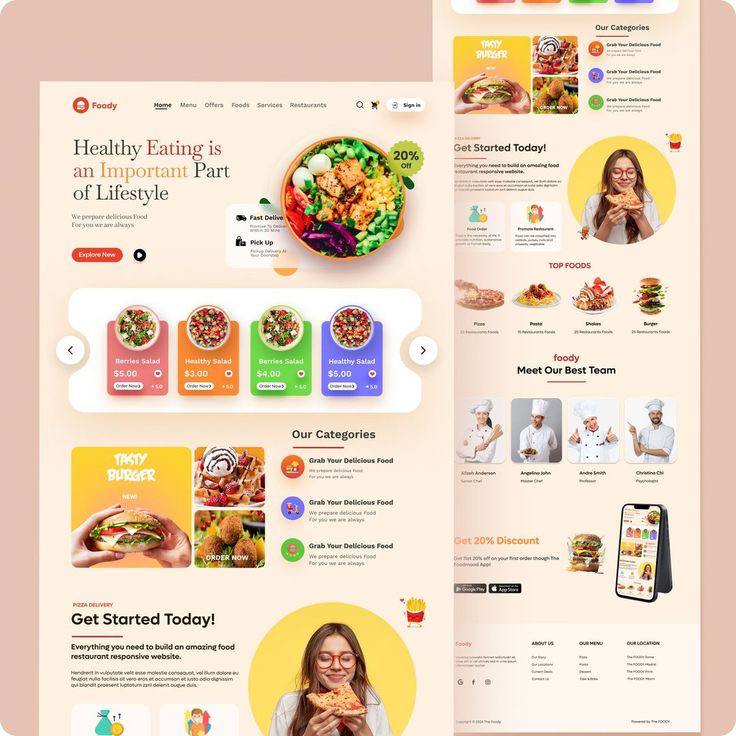 Foody
Home Menu Offers Foods Services Restaurants
Sign in
Healthy Eating is
an Important Part
of Lifestyle
We prepare delicious Food
For you we are always
Explore Now
20%
Off
Fast Delive
Promise To Deliver
Within 30 Mins
Pick Up
Pickup Delivery At
Your Doorstep
Berries Salad
$5.00
Order Now
5.0
Healthy Salad
$3.00
Order Now
5.0
Berries Salad
$4.00
Order Now
5.0
Healthy Salad
$5.00
Order Now
5.0
TASTY
BURGER
NEW!
ORDER NOW
Our Categories
Grab Your Delicious Food
We prepare delicious Food
For you we are always
Grab Your Delicious Food
We prepare delicious Food
For you we are always
Grab Your Delicious Food
We prepare delicious Food
For you we are always
PIZZA DELIVERY
Get Started Today!
Everything you need to build an amazing food
restaurant responsive website.
Hendrerit in vulputate velit esse molestie consequat, vel illum dolore eu
feugiat nulla facilisis at vero eros et accumsan et iusto odio dignissim
qui blandit praesent luptatum zzril delenit augue duis.
TASTY
BURGER
NEW!
ORDER NOW
Our Categories
Grab Your Delicious Food
We prepare delicious Food
For you we are always
Grab Your Delicious Food
We prepare delicious Food
For you we are always
Grab Your Delicious Food
We prepare delicious Food
For you we are always
PIZZA DELIVERY
Get Started Today!
Everything you need to build an amazing food
restaurant responsive website.
Food Order
Promote Restaurant
TOP FOODS
Pizza
Pasta
Shakes
Burger
Restaurants
15 Restaurants Foods
25 Restaurants Foods
Restaurants Foods
foody
Meet Our Best Team
Anderson
Senior Chef
Angelina John
Master Chef
Andre Smith
Professor
Christina Chi
Psychologist
Get 20% Discount
Get flat 20% off on your first order though The
Foodmood App!
Google Play
App Store
Foody
ABOUT US
Our Story
Our Locations
Current Deals
Contact Us
OUR MENU
Pizza
Pasta
Dessert
Take & Bake
OUR LOCATION
The FOODY Rome
The FOODY Madrid
The FOODY Paris
The FOODY Miami
Copyright © 2024 The Foody
Powered by The FOODY